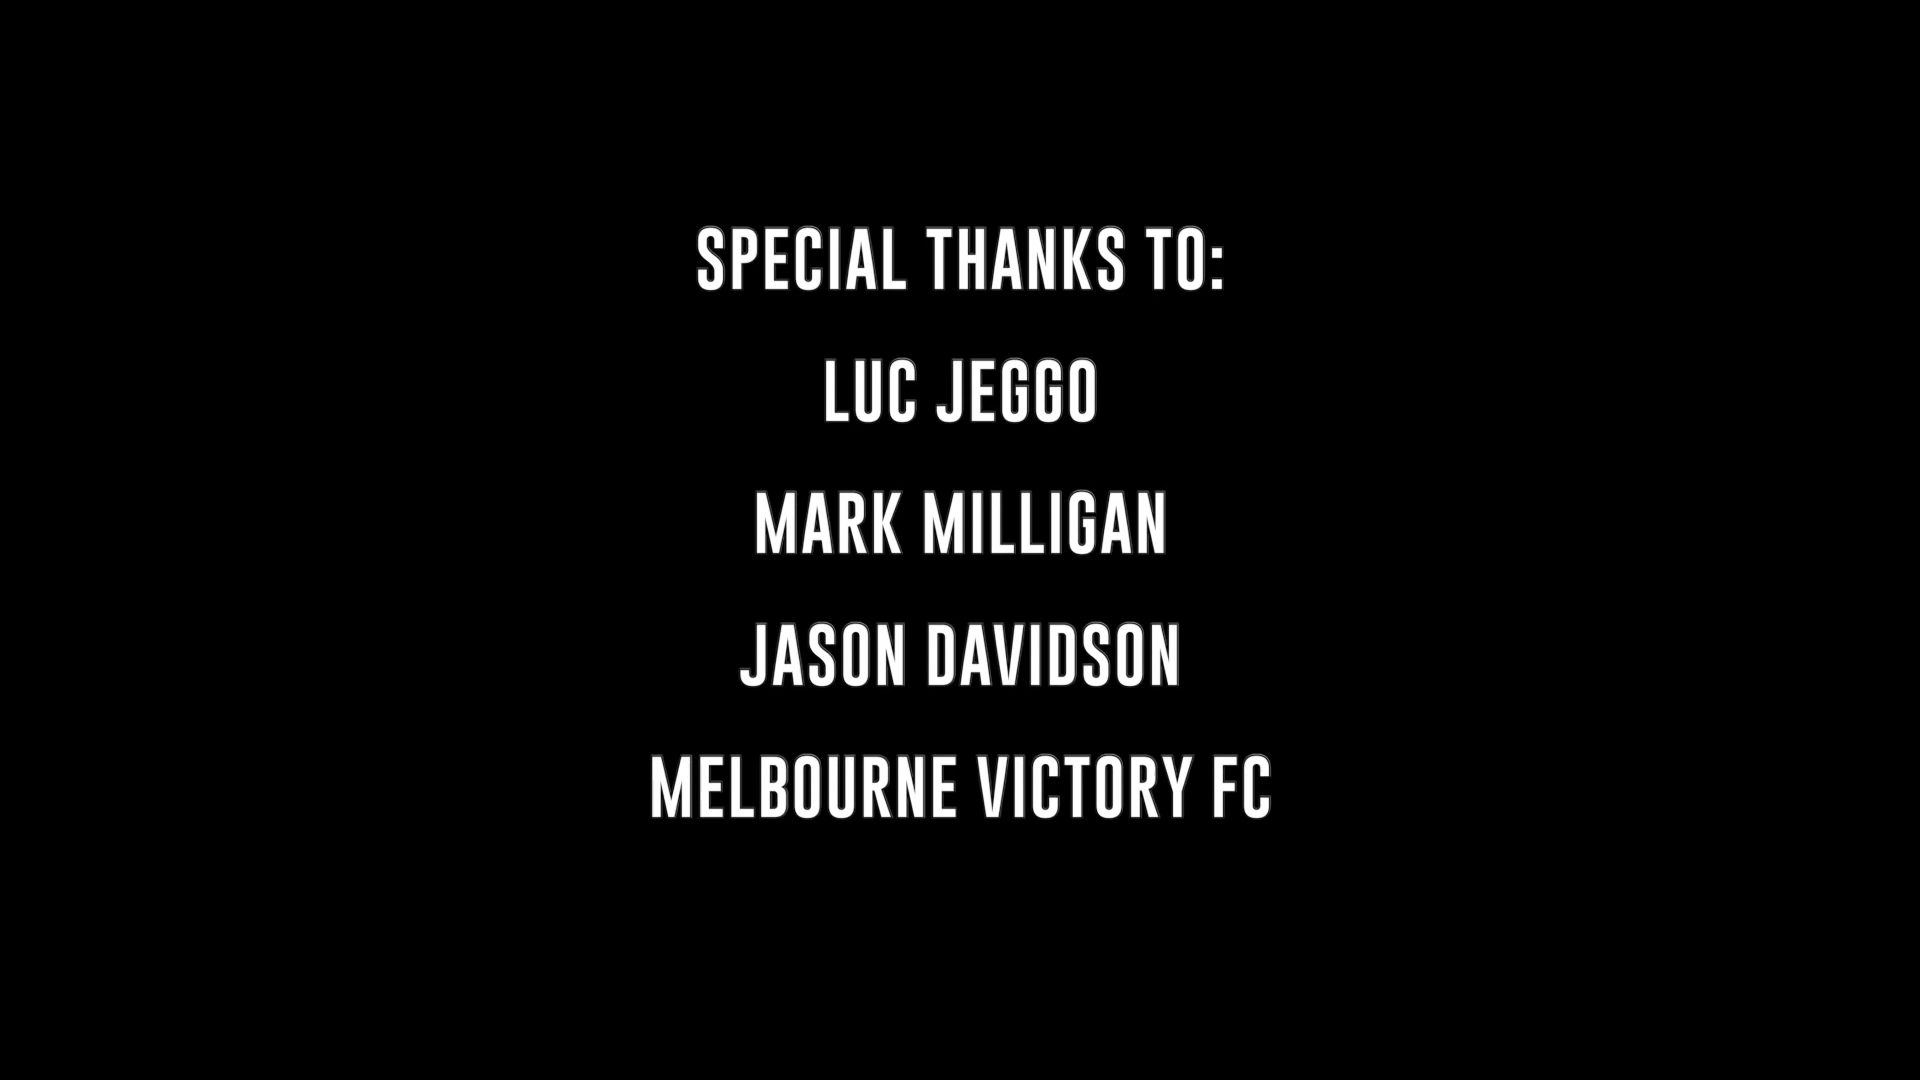 SPECIAL THANKS TO:
LUC JEGGO
MARK MILLIGAN
JASON DAVIDSON
MELBOURNE VICTORY FC